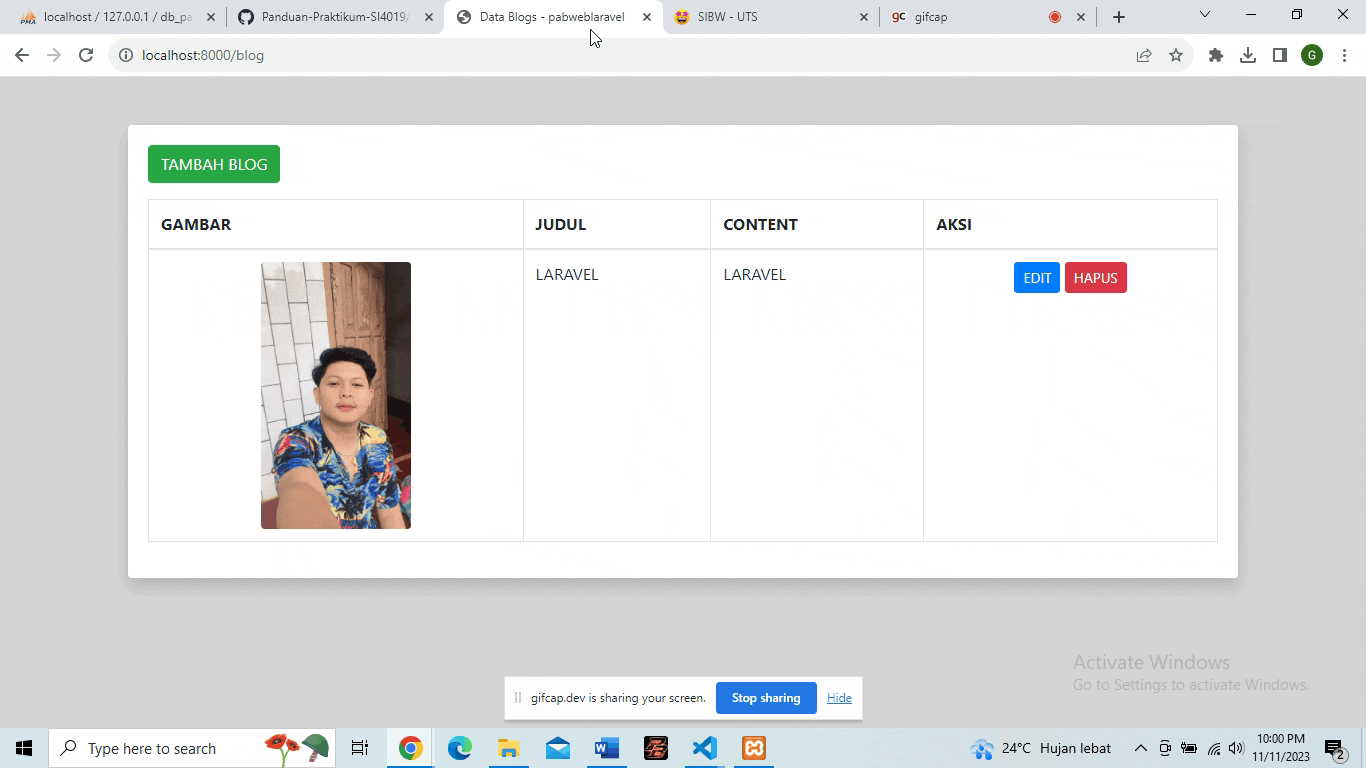 localhost / 127.0.0.1 / db_pa
Panduan-Praktikum-SI4019/
Data Blogs - pabweblaravel
SIBW - UTS
gc gifcap
localhost:8000/blog
G
TAMBAH BLOG
GAMBAR JUDUL CONTENT AKSI
LARAVEL LARAVEL EDIT HAPUS
Activate Windows
Go to Settings to activate Windows.
gifcap.dev is sharing your screen. Stop sharing Hide
Type here to search
24°C Hujan lebat
10:00 PM
11/11/2023
2